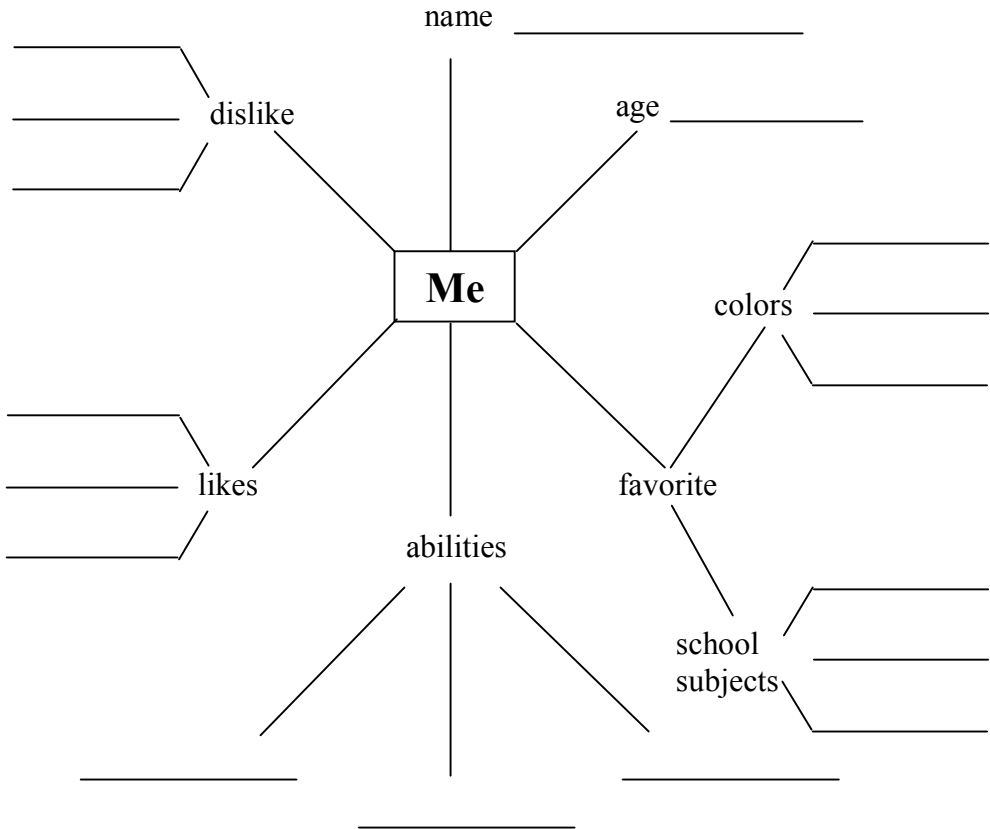 name
dislike
age
Me
colors
likes
favorite
abilities
school
subjects